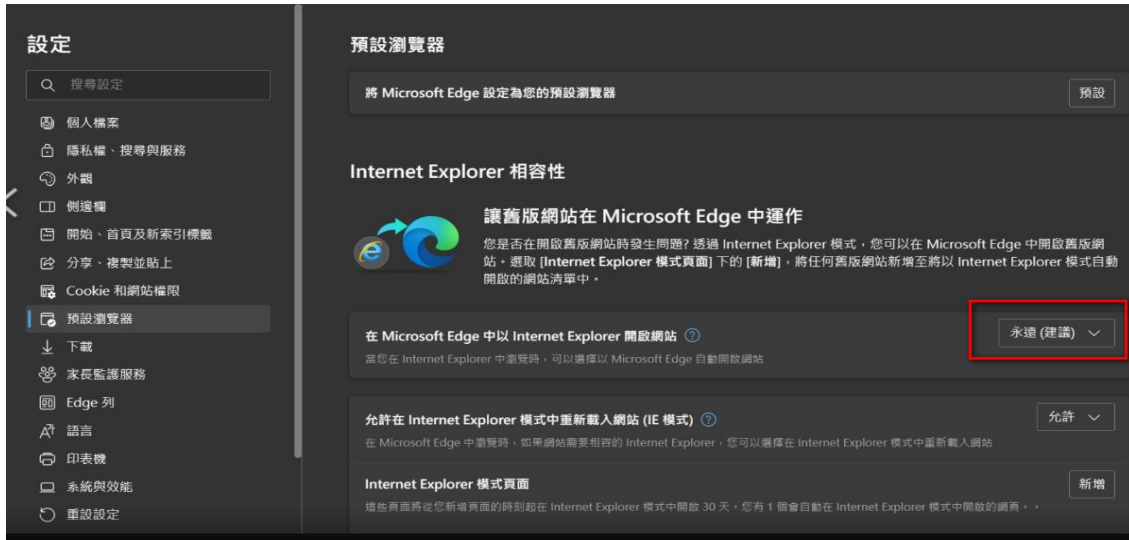 設定
搜尋設定
個人檔案
隱私權、搜尋與服務
外觀
側邊欄
開始、首頁及新索引標籤
分享、複製並貼上
Cookie 和網站權限
預設瀏覽器
下載
家長監護服務
Edge 列
語言
印表機
系統與效能
重設設定
預設瀏覽器
將 Microsoft Edge 設定為您的預設瀏覽器
預設
Internet Explorer 相容性
讓舊版網站在 Microsoft Edge 中運作
您是否在開啟舊版網站時發生問題? 透過 Internet Explorer 模式，您可以在 Microsoft Edge 中開啟舊版網
站。選取 [Internet Explorer 模式頁面] 下的 [新增]，將任何舊版網站新增至將以 Internet Explorer 模式自動
開啟的網站清單中。
在 Microsoft Edge 中以 Internet Explorer 開啟網站
永遠 (建議)
當您在 Internet Explorer 中瀏覽時，可以選擇以 Microsoft Edge 自動開啟網站
允許在 Internet Explorer 模式中重新載入網站 (IE 模式)
允許
在 Microsoft Edge 中瀏覽時，如果網站需要相容的 Internet Explorer，您可以選擇在 Internet Explorer 模式中重新載入網站
Internet Explorer 模式頁面
新增
這些頁面將從您新增頁面的時刻起在 Internet Explorer 模式中開啟 30 天。您有 1 個會自動在 Internet Explorer 模式中開啟的網頁。。